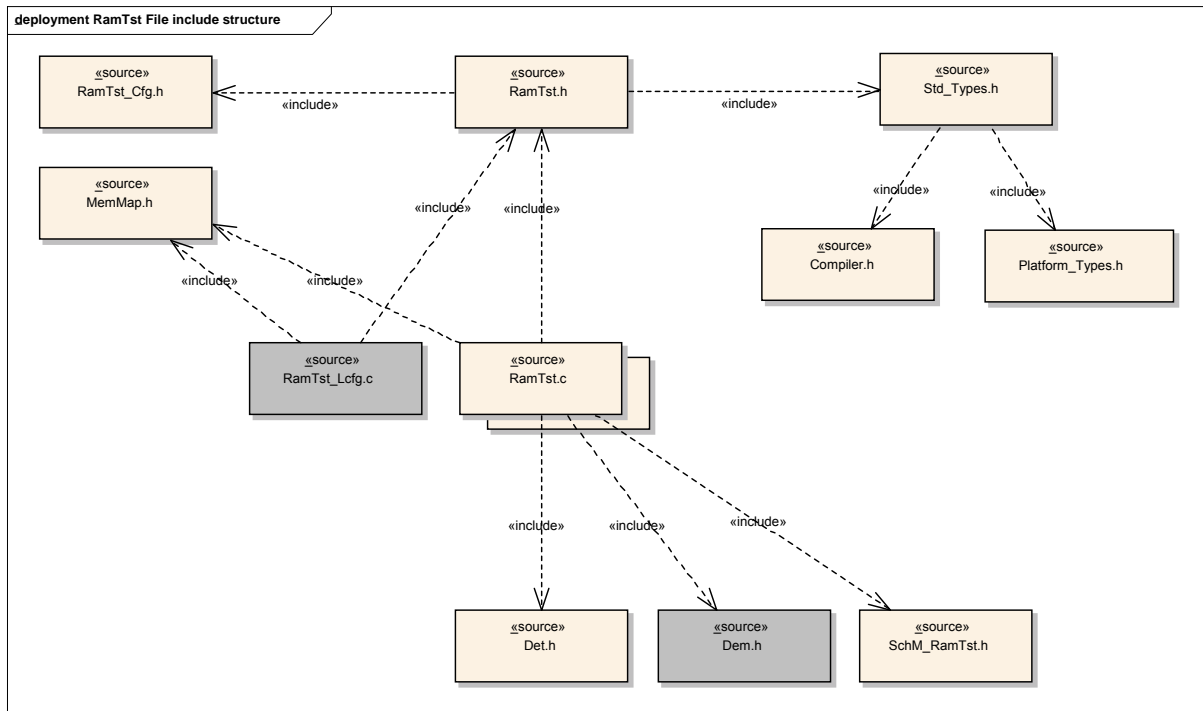 deployment RamTst File include structure
«source»
RamTst_Cfg.h
«source»
RamTst.h
«source»
Std_Types.h
«include»
«include»
«source»
MemMap.h
«include»
«include»
«include»
«include»
«source»
Compiler.h
«source»
Platform_Types.h
«include»
«include»
«source»
RamTst_Lcfg.c
«source»
RamTst.c
«include»
«include»
«include»
«source»
Det.h
«source»
Dem.h
«source»
SchM_RamTst.h